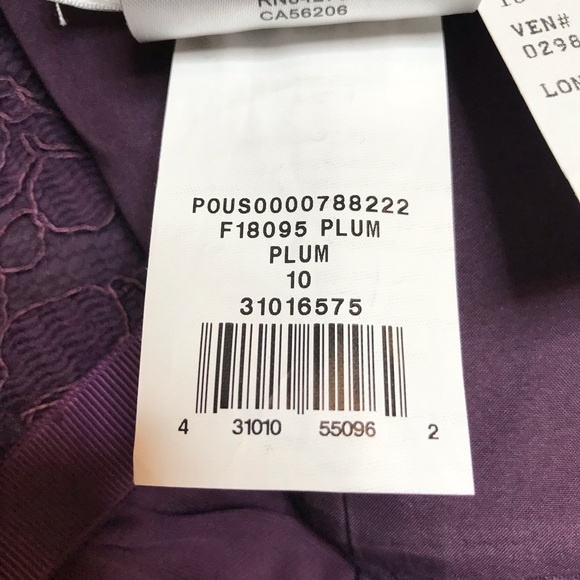 CA56206
VEN#
0298
LON
POUS0000788222
F18095 PLUM
PLUM
10
31016575
4 31010 55096 2